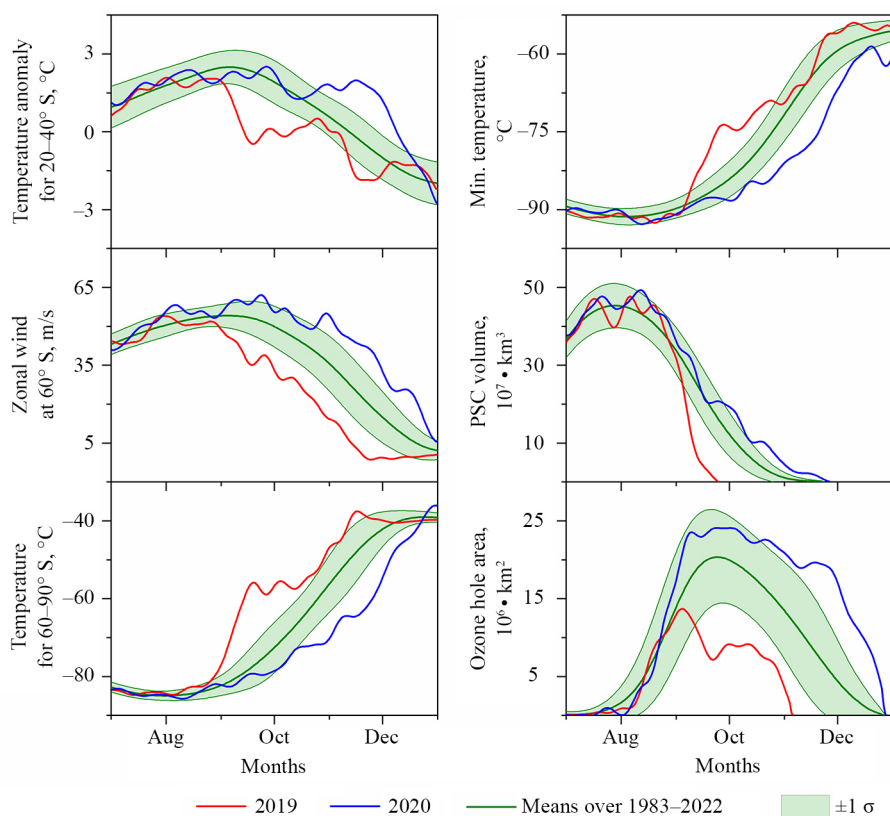 Temperature anomaly
for 20–40° S, °C
3
0
–3
Min. temperature,
°C
–60
–75
–90
Zonal wind
at 60° S, m/s
65
35
5
PSC volume,
10⁷ • km³
50
30
10
Temperature
for 60–90° S, °C
–40
–60
–80
Ozone hole area,
10⁶ • km²
25
15
5
Aug Oct Dec
Months
Aug Oct Dec
Months
2019 2020 Means over 1983–2022 ±1 σ